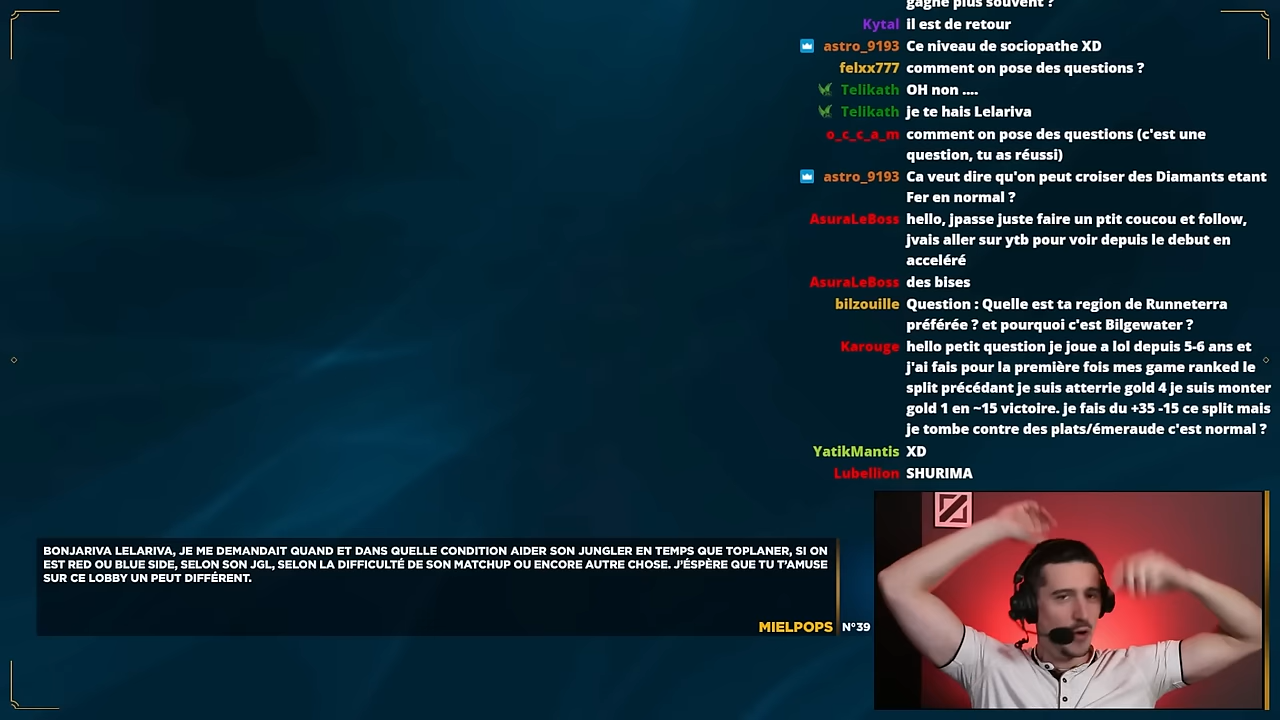 gagne plus souvent ?
Kytal il est de retour
astro_9193 Ce niveau de sociopathe XD
felxx777 comment on pose des questions ?
Telikath OH non ....
Telikath je te hais Lelariva
o_c_c_a_m comment on pose des questions (c'est une
question, tu as réussi)
astro_9193 Ca veut dire qu'on peut croiser des Diamants etant
Fer en normal ?
AsuraLeBoss hello, jpasse juste faire un ptit coucou et follow,
jvais aller sur ytb pour voir depuis le debut en
acceléré
AsuraLeBoss des bises
bilzouille Question : Quelle est ta region de Runneterra
préférée ? et pourquoi c'est Bilgewater ?
Karouge hello petit question je joue a lol depuis 5-6 ans et
j'ai fais pour la première fois mes game ranked le
split précédant je suis atterrie gold 4 je suis monter
gold 1 en ~15 victoire. je fais du +35 -15 ce split mais
je tombe contre des plats/émeraude c'est normal ?
YatikMantis XD
Lubellion SHURIMA
BONJARIVA LELARIVA, JE ME DEMANDAIT QUAND ET DANS QUELLE CONDITION AIDER SON JUNGLER EN TEMPS QUE TOPLANER, SI ON
EST RED OU BLUE SIDE, SELON SON JGL, SELON LA DIFFICULTÉ DE SON MATCHUP OU ENCORE AUTRE CHOSE. J'ÉSPÈRE QUE TU T'AMUSE
SUR CE LOBBY UN PEUT DIFFÉRENT.
MIELPOPS N°39